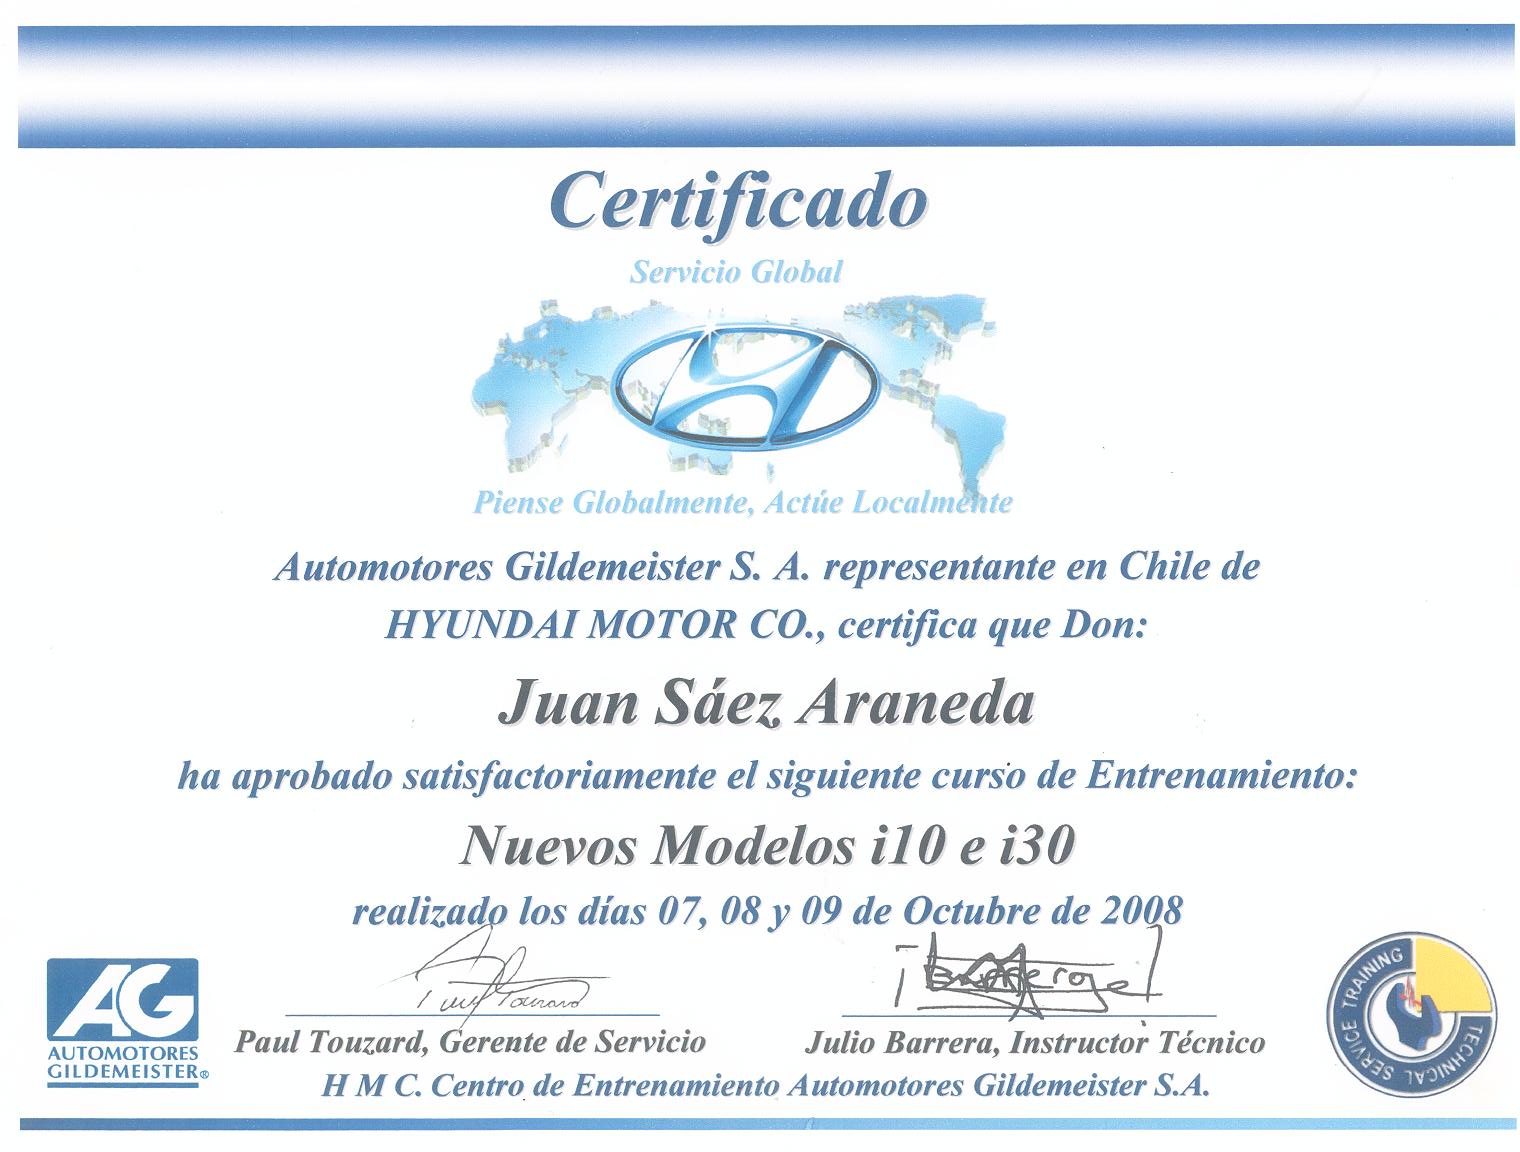 Certificado
Servicio Global
Piense Globalmente, Actúe Localmente
Automotores Gildemeister S. A. representante en Chile de
HYUNDAI MOTOR CO., certifica que Don:
Juan Sáez Araneda
ha aprobado satisfactoriamente el siguiente curso de Entrenamiento:
Nuevos Modelos i10 e i30
realizado los días 07, 08 y 09 de Octubre de 2008
AG
AUTOMOTORES
GILDEMEISTER®
Paul Touzard, Gerente de Servicio
Julio Barrera, Instructor Técnico
H M C. Centro de Entrenamiento Automotores Gildemeister S.A.
TECHNICAL SERVICE TRAINING